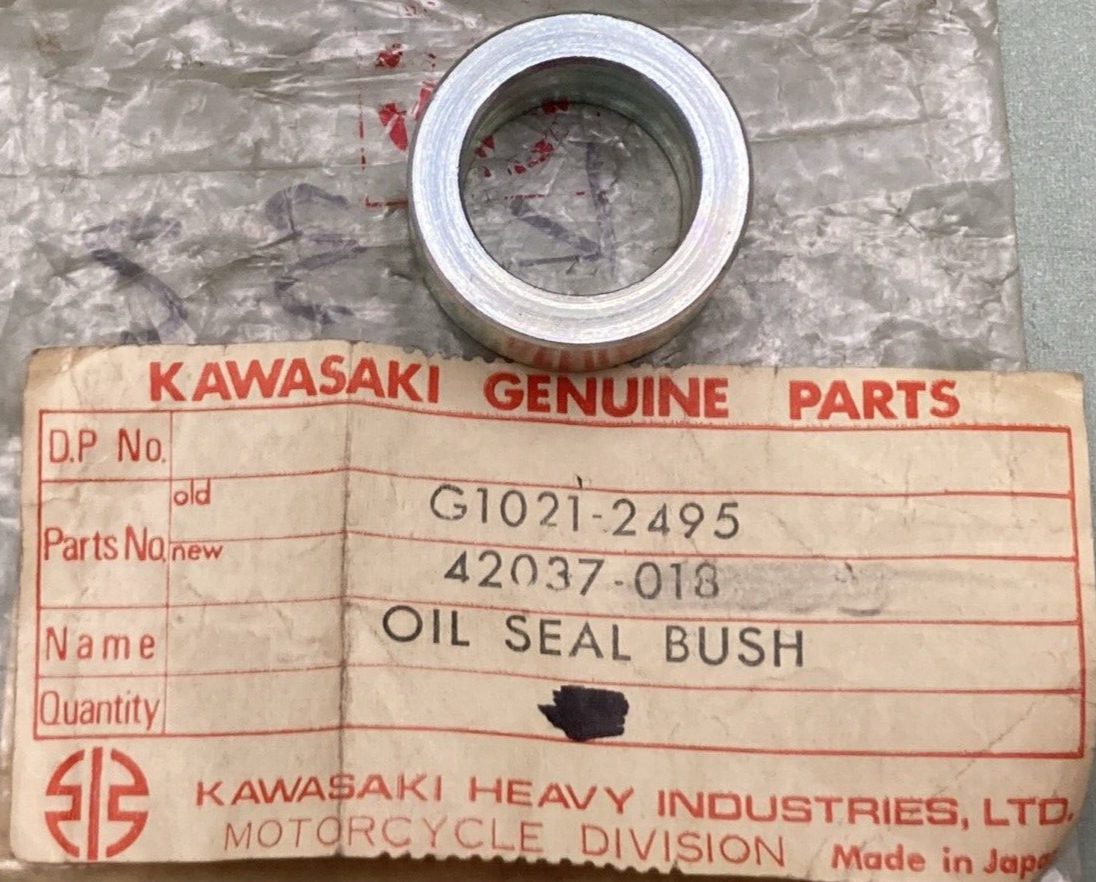 KAWASAKI GENUINE PARTS
D.P No.
Parts No. old G1021-2495
new 42037-018
Name OIL SEAL BUSH
Quantity
KAWASAKI HEAVY INDUSTRIES, LTD.
MOTORCYCLE DIVISION Made in